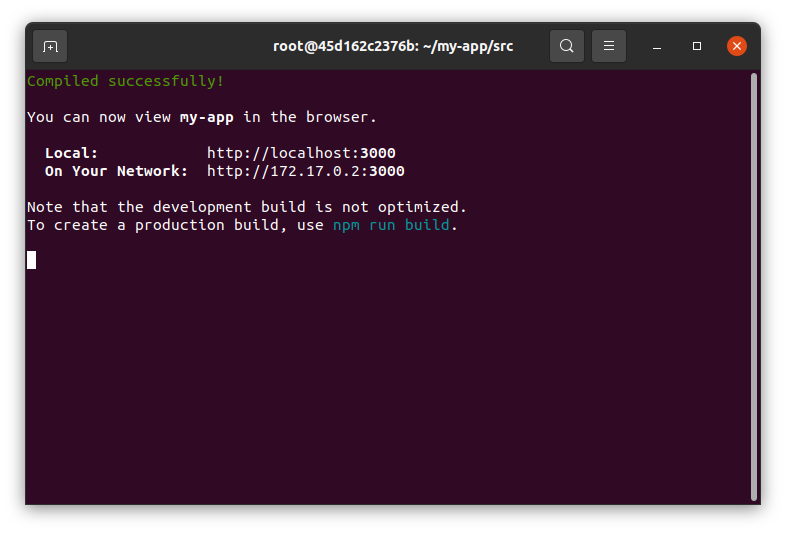 root@45d162c2376b: ~/my-app/src
Compiled successfully!
You can now view my-app in the browser.
Local: http://localhost:3000
On Your Network: http://172.17.0.2:3000
Note that the development build is not optimized.
To create a production build, use npm run build.